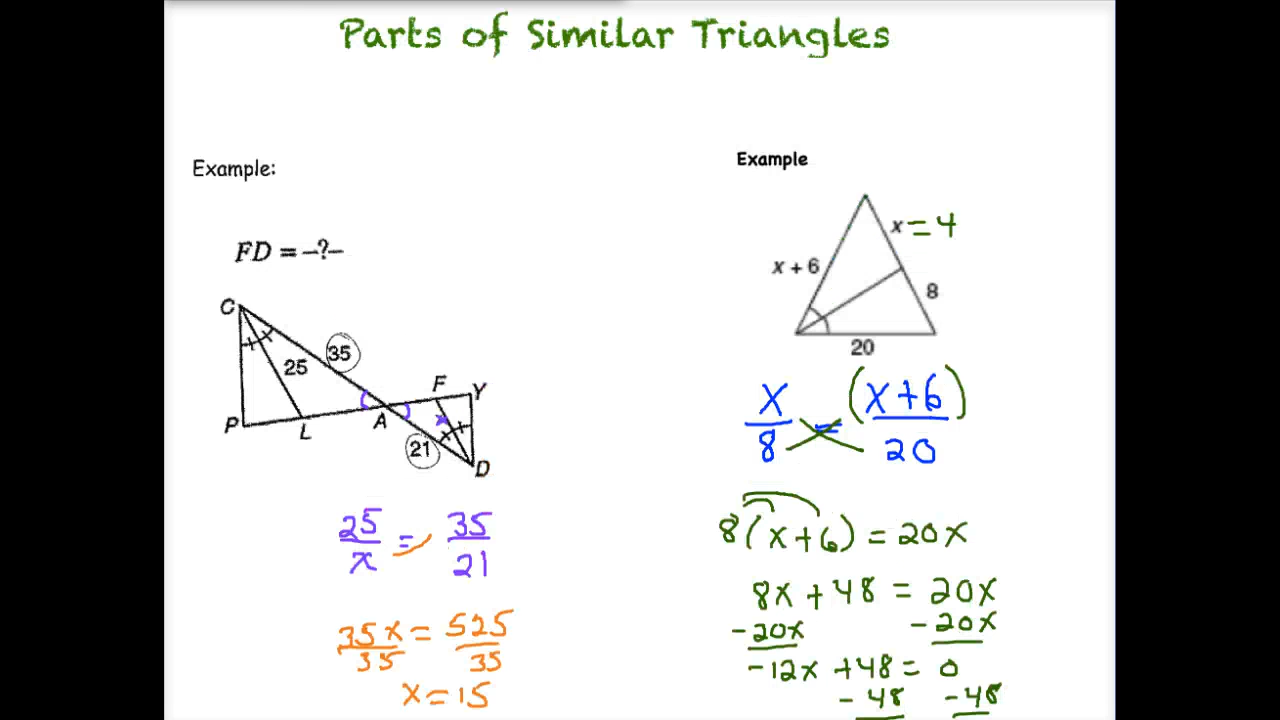 Parts of Similar Triangles
Example:
FD = –?–
C
35
25
F
Y
P
L
A
x
21
D
25/x = 35/21
35x/35 = 525/35
x = 15
Example
x = 4
x + 6
8
20
x/8 = (x+6)/20
8(x+6) = 20x
8x + 48 = 20x
-20x -20x
-12x + 48 = 0
- 48 - 48